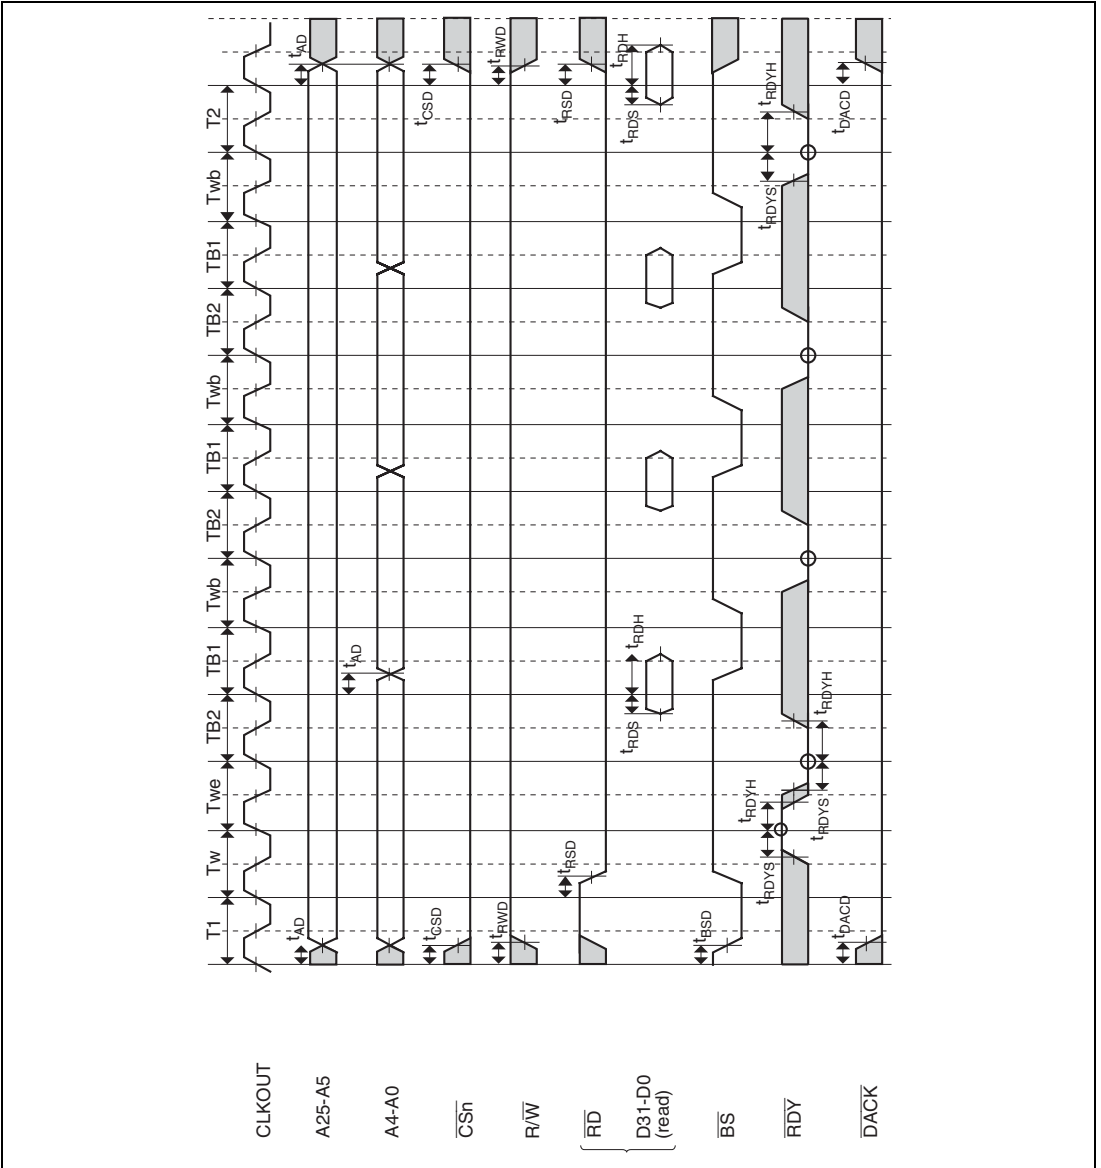 T1 Tw Twe TB2 TB1 Twb TB2 TB1 Twb TB2 TB1 Twb T2
CLKOUT
tAD tAD
A25-A5
tAD
A4-A0
tCSD tCSD
CSn
tRWD tRWD
R/W
tRSD tRSD
RD
tRDS tRDH tRDS tRDH
D31-D0
(read)
tBSD
BS
tRDYS tRDYH tRDYS tRDYH
RDY
tRDYS tRDYH
tDACD tDACD
DACK